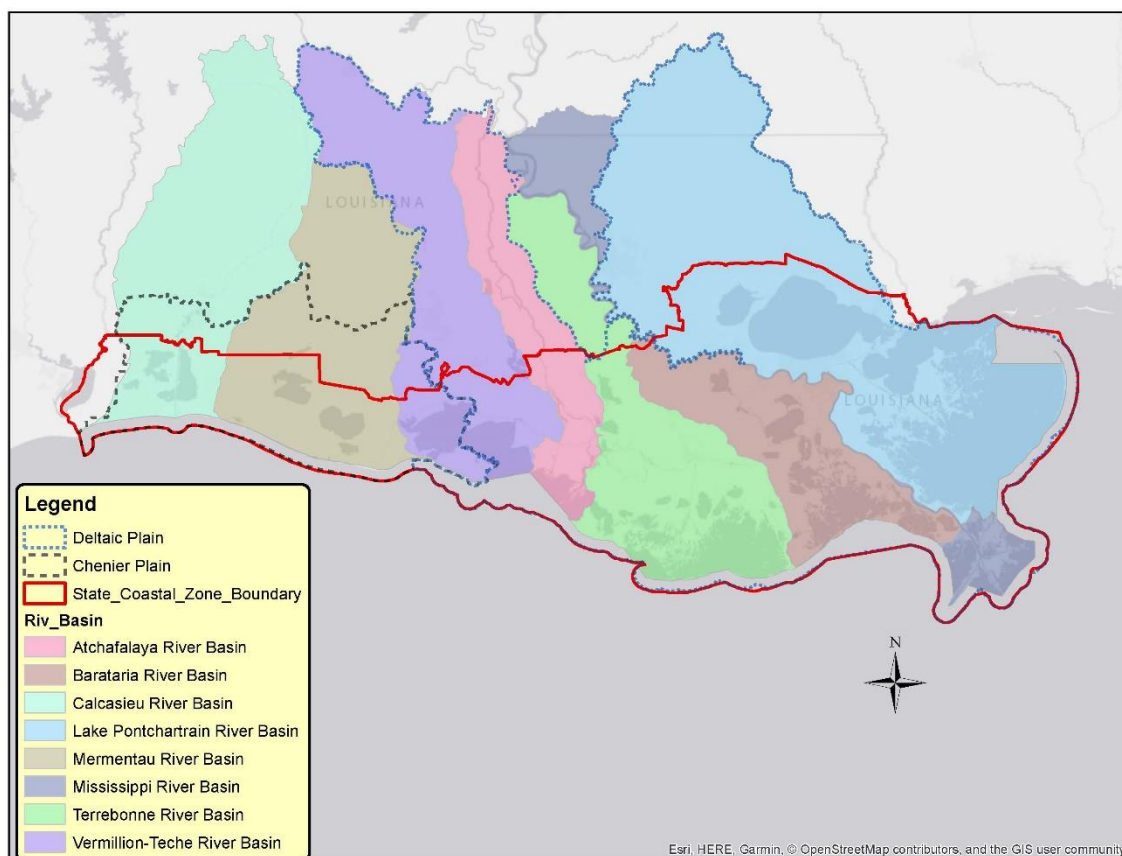 LOUISIANA
LOUISIANA
Legend
Deltaic Plain
Chenier Plain
State_Coastal_Zone_Boundary
Riv_Basin
Atchafalaya River Basin
Barataria River Basin
Calcasieu River Basin
Lake Pontchartrain River Basin
Mermentau River Basin
Mississippi River Basin
Terrebonne River Basin
Vermillion-Teche River Basin
N
Esri, HERE, Garmin, © OpenStreetMap contributors, and the GIS user community